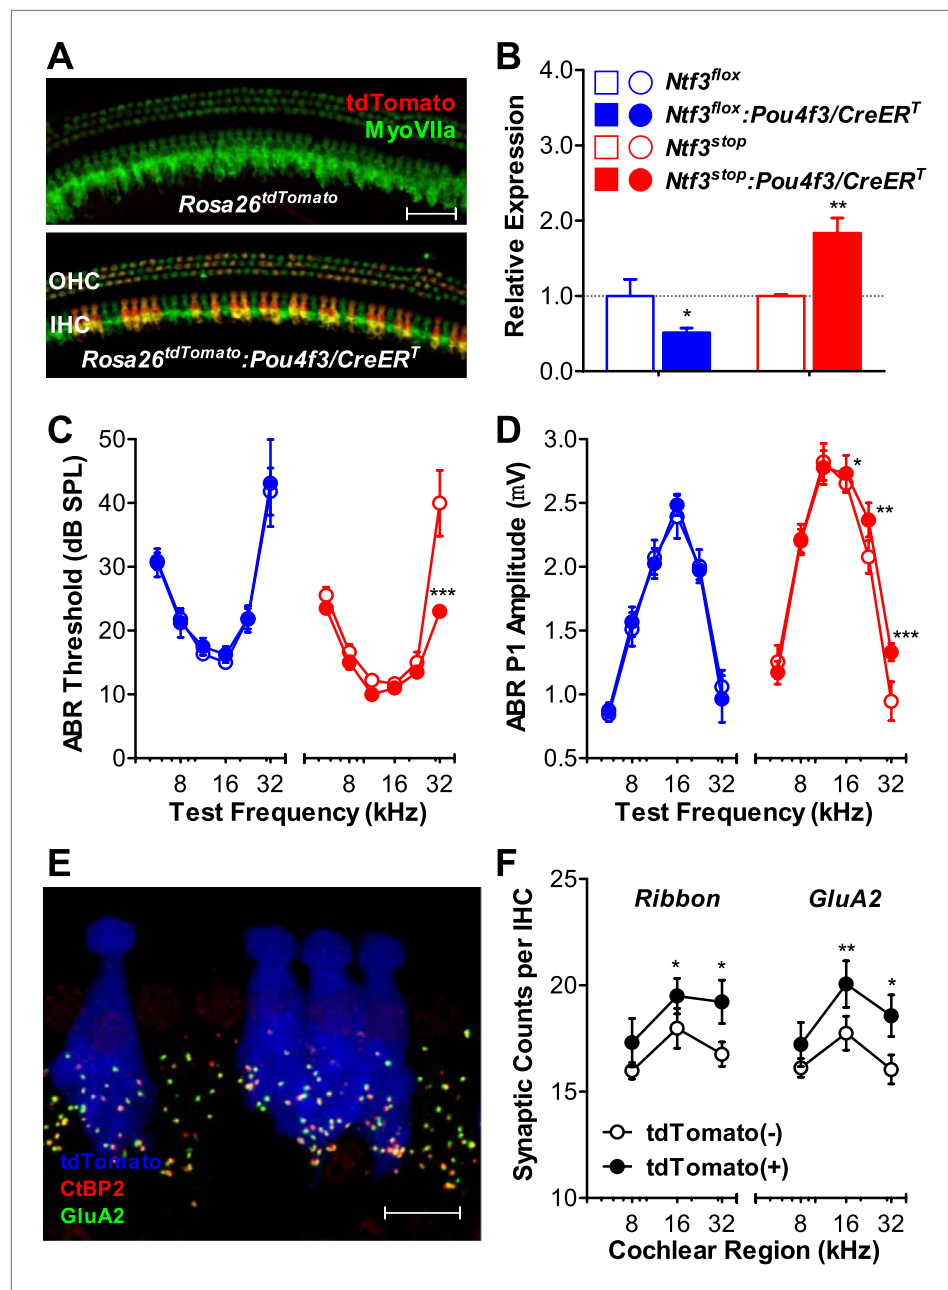 A
tdTomato
MyoVIIa
Rosa26tdTomato
OHC
IHC
Rosa26tdTomato:Pou4f3/CreERT
B
Relative Expression
4.0
3.0
2.0
1.0
0.0
Ntf3flox
Ntf3flox:Pou4f3/CreERT
Ntf3stop
Ntf3stop:Pou4f3/CreERT
*
**
C
ABR Threshold (dB SPL)
50
40
30
20
10
0
***
8 16 32 8 16 32
Test Frequency (kHz)
D
ABR P1 Amplitude (mV)
3.0
2.5
2.0
1.5
1.0
0.5
*
**
***
8 16 32 8 16 32
Test Frequency (kHz)
E
tdTomato
CtBP2
GluA2
F
Synaptic Counts per IHC
25
20
15
10
Ribbon GluA2
* * ** *
tdTomato(-)
tdTomato(+)
8 16 32 8 16 32
Cochlear Region (kHz)